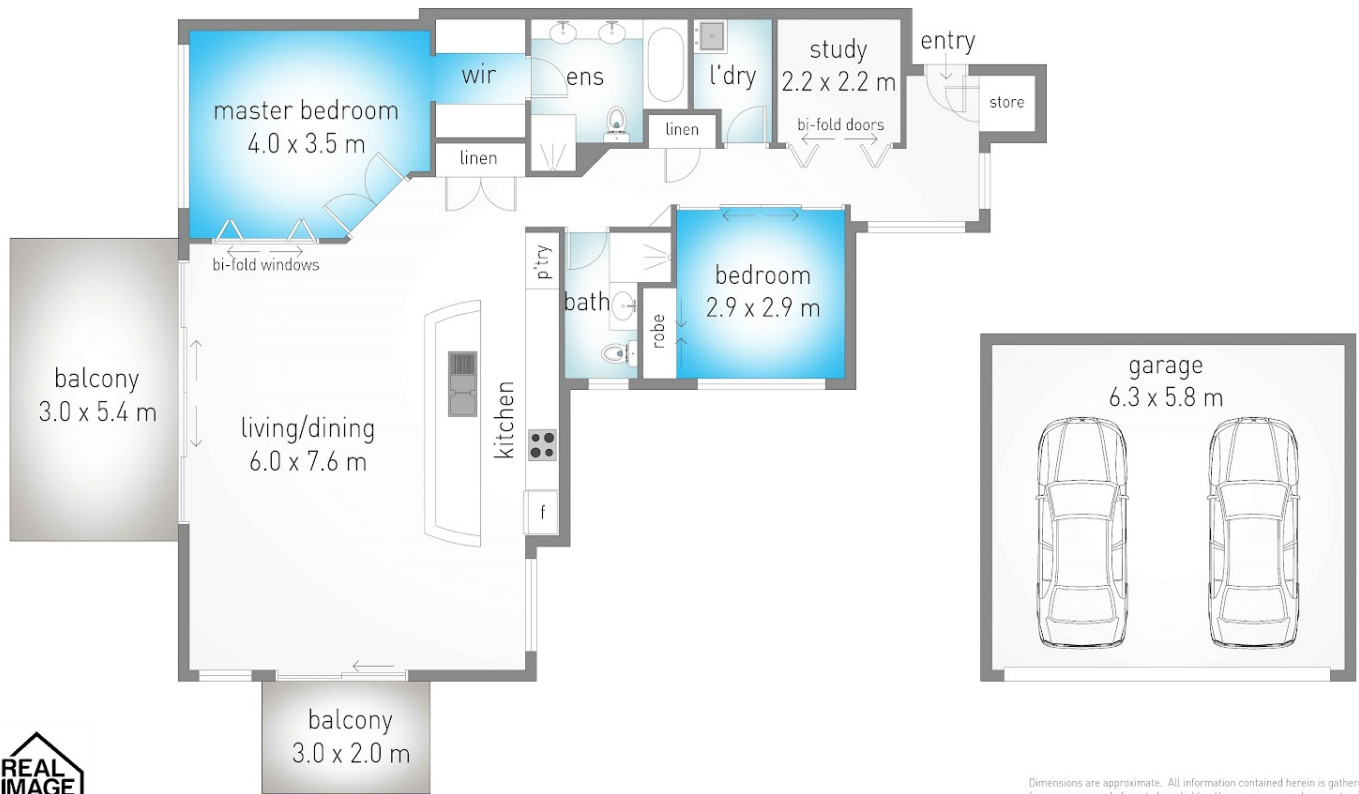 master bedroom
4.0 x 3.5 m
wir
ens
l'dry
study
2.2 x 2.2 m
bi-fold doors
entry
store
linen
linen
bi-fold windows
p'try
bath
robe
bedroom
2.9 x 2.9 m
balcony
3.0 x 5.4 m
living/dining
6.0 x 7.6 m
kitchen
f
garage
6.3 x 5.8 m
balcony
3.0 x 2.0 m
REAL
IMAGE
Dimensions are approximate. All information contained herein is gathere